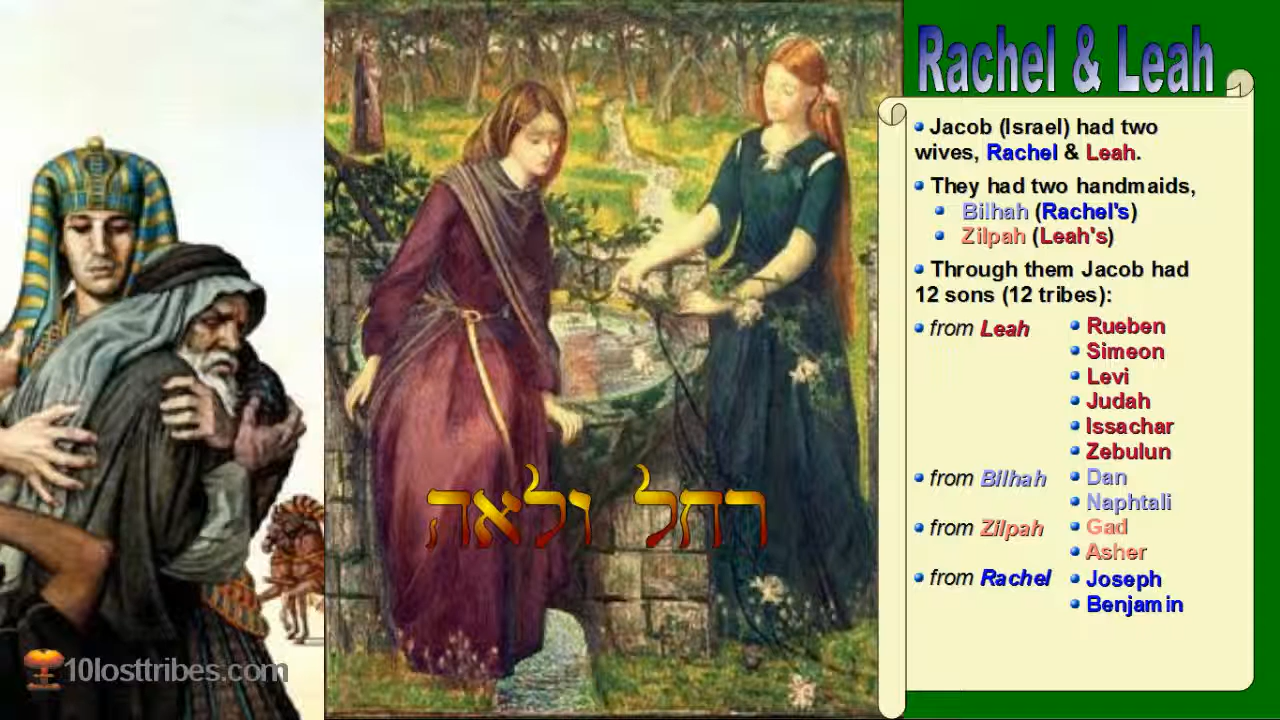 Rachel & Leah
• Jacob (Israel) had two
wives, Rachel & Leah.
• They had two handmaids,
• Bilhah (Rachel's)
• Zilpah (Leah's)
• Through them Jacob had
12 sons (12 tribes):
• from Leah
• Rueben
• Simeon
• Levi
• Judah
• Issachar
• Zebulun
• from Bilhah
• Dan
• Naphtali
• from Zilpah
• Gad
• Asher
• from Rachel
• Joseph
• Benjamin
רחל ולאה
10losttribes.com